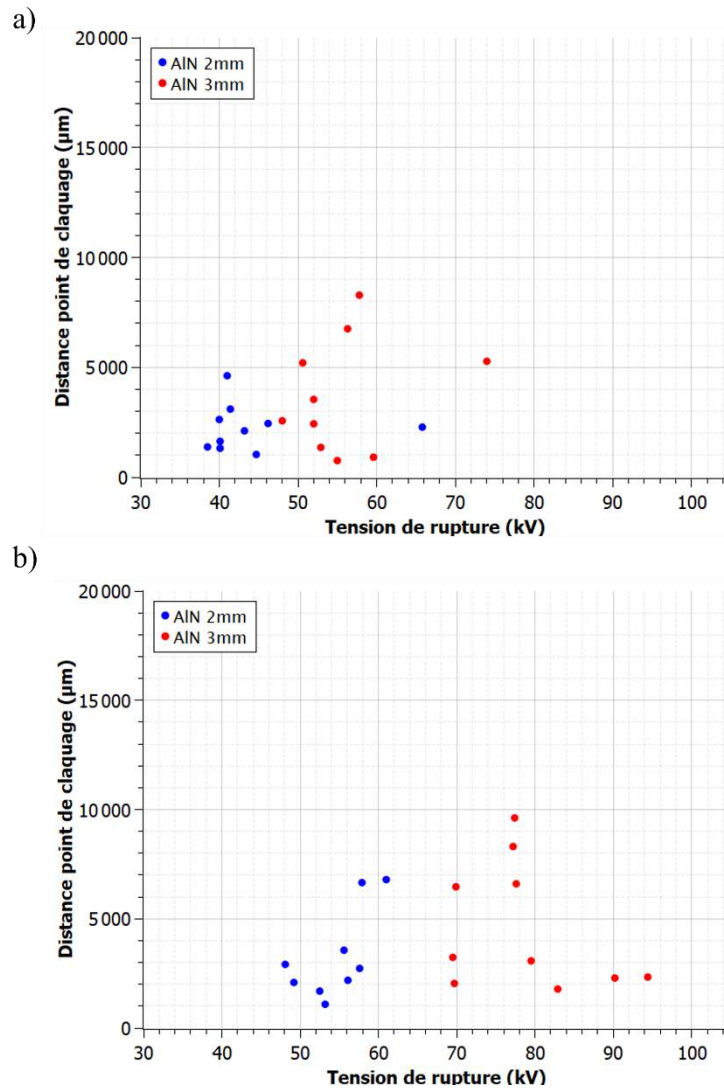 a)
20 000
AlN 2mm
AlN 3mm
15 000
10 000
5 000
0
Distance point de claquage (µm)
30 40 50 60 70 80 90 100
Tension de rupture (kV)
b)
20 000
AlN 2mm
AlN 3mm
15 000
10 000
5 000
0
Distance point de claquage (µm)
30 40 50 60 70 80 90 100
Tension de rupture (kV)